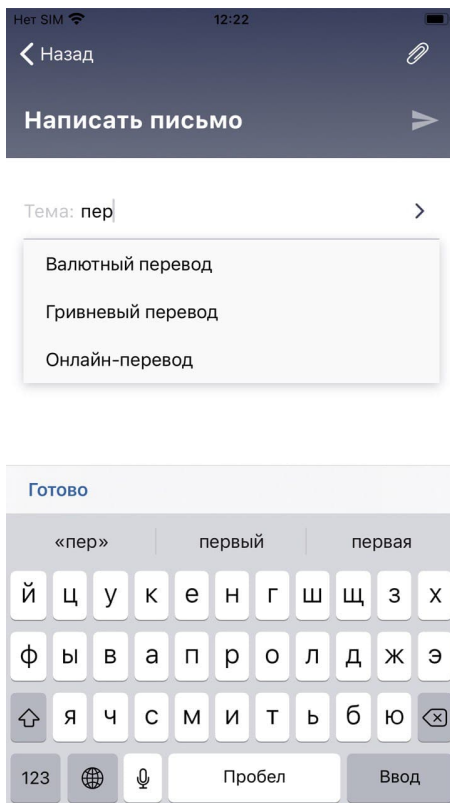 Нет SIM 12:22
Назад
Написать письмо
Тема: пер
Валютный перевод
Гривневый перевод
Онлайн-перевод
Готово
«пер» первый первая
й ц у к е н г ш щ з х
ф ы в а п р о л д ж э
я ч с м и т ь б ю
123 Пробел Ввод